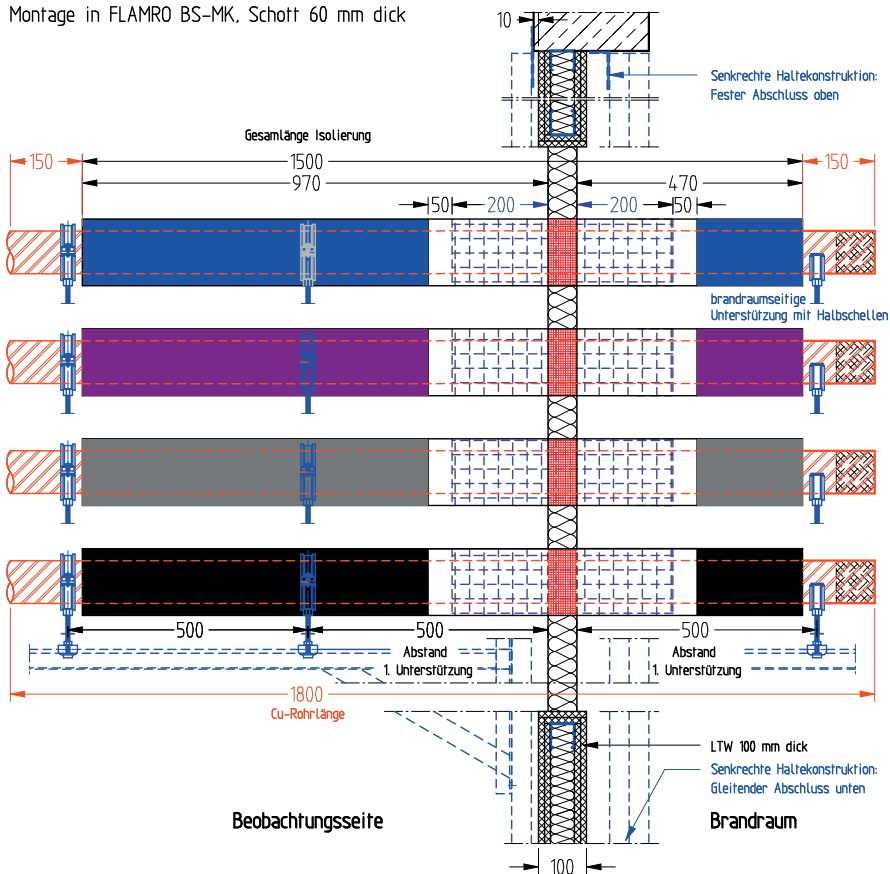 Montage in FLAMRO BS-MK, Schott 60 mm dick
10
Senkrechte Haltekonstruktion:
Fester Abschluss oben
Gesamlänge Isolierung
150
1500
150
970
470
50
200
200
50
brandraumseitige
Unterstützung mit Halbschellen
500
500
500
Abstand
1. Unterstützung
Abstand
1. Unterstützung
1800
Cu-Rohrlänge
LTW 100 mm dick
Senkrechte Haltekonstruktion:
Gleitender Abschluss unten
Beobachtungsseite
Brandraum
100